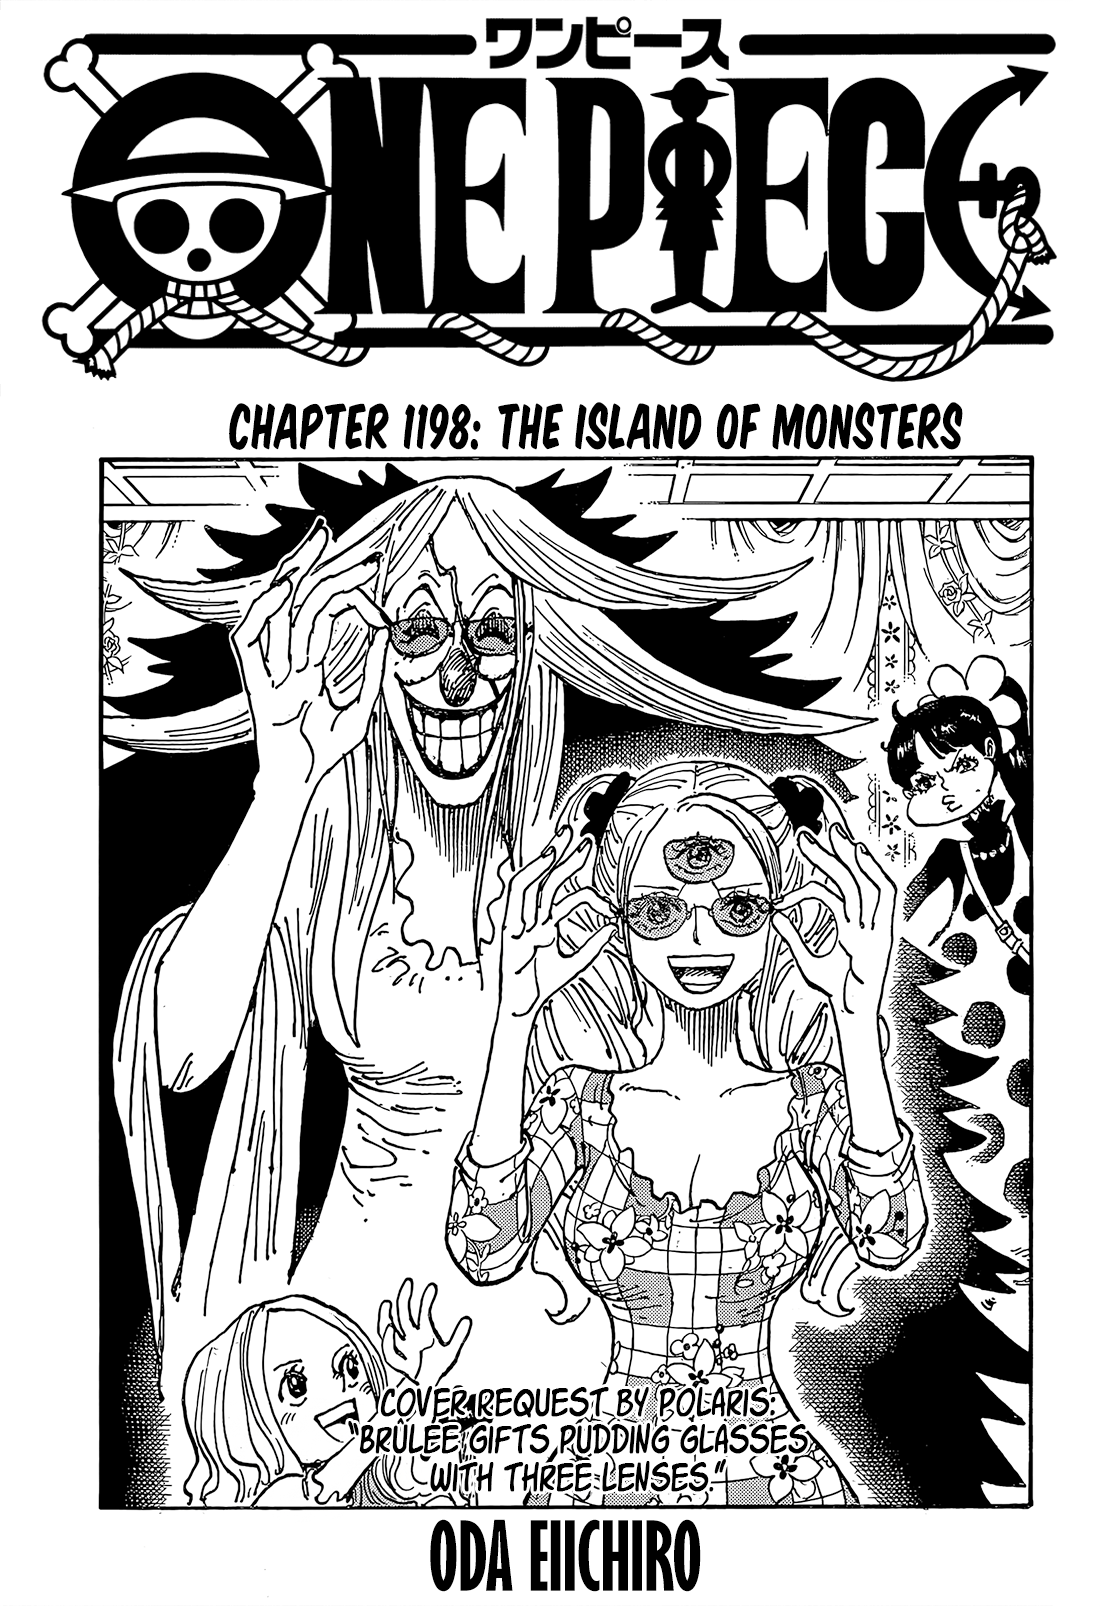 ワンピース
ONE PIECE
CHAPTER 1198: THE ISLAND OF MONSTERS
COVER REQUEST BY POLARIS:
"BRULEE GIFTS PUDDING GLASSES
WITH THREE LENSES."
ODA EIICHIRO